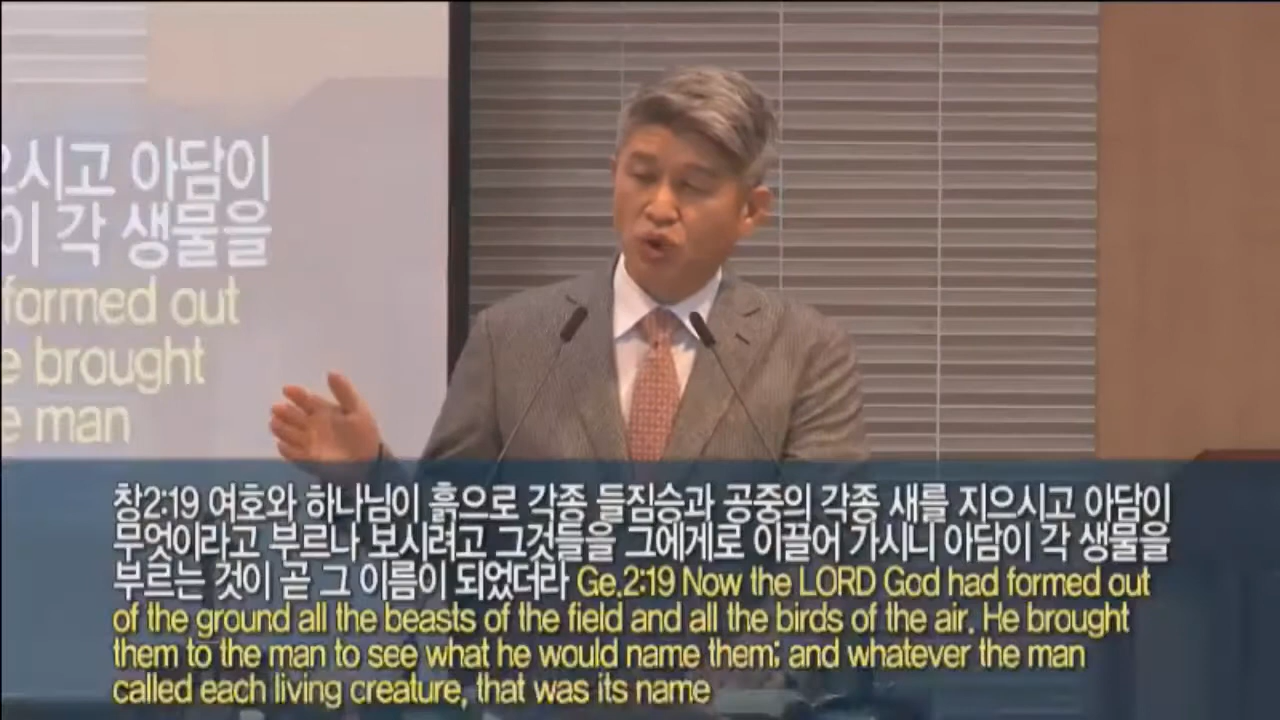 으시고 아담이
이 각 생물을
formed out
e brought
e man
창2:19 여호와 하나님이 흙으로 각종 들짐승과 공중의 각종 새를 지으시고 아담이
무엇이라고 부르나 보시려고 그것들을 그에게로 이끌어 가시니 아담이 각 생물을
부르는 것이 곧 그 이름이 되었더라 Ge.2:19 Now the LORD God had formed out
of the ground all the beasts of the field and all the birds of the air. He brought
them to the man to see what he would name them; and whatever the man
called each living creature, that was its name